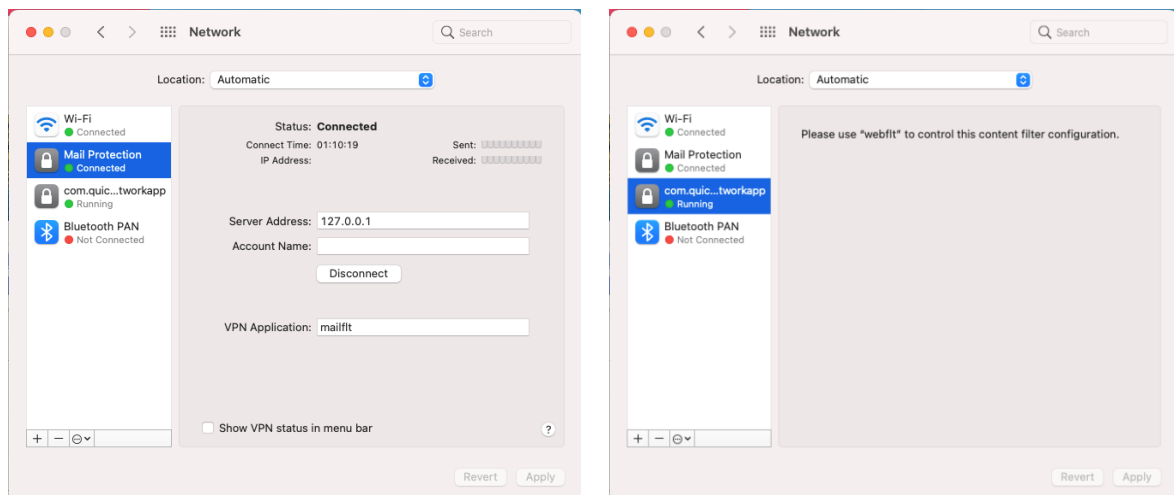 Network
Search
Location: Automatic
Wi-Fi
Connected
Mail Protection
Connected
com.quic...tworkapp
Running
Bluetooth PAN
Not Connected
Status: Connected
Connect Time: 01:10:19 Sent:
IP Address: Received:
Server Address: 127.0.0.1
Account Name:
Disconnect
VPN Application: mailflt
Show VPN status in menu bar
?
Revert Apply
Network
Search
Location: Automatic
Wi-Fi
Connected
Mail Protection
Connected
com.quic...tworkapp
Running
Bluetooth PAN
Not Connected
Please use "webflt" to control this content filter configuration.
Revert Apply